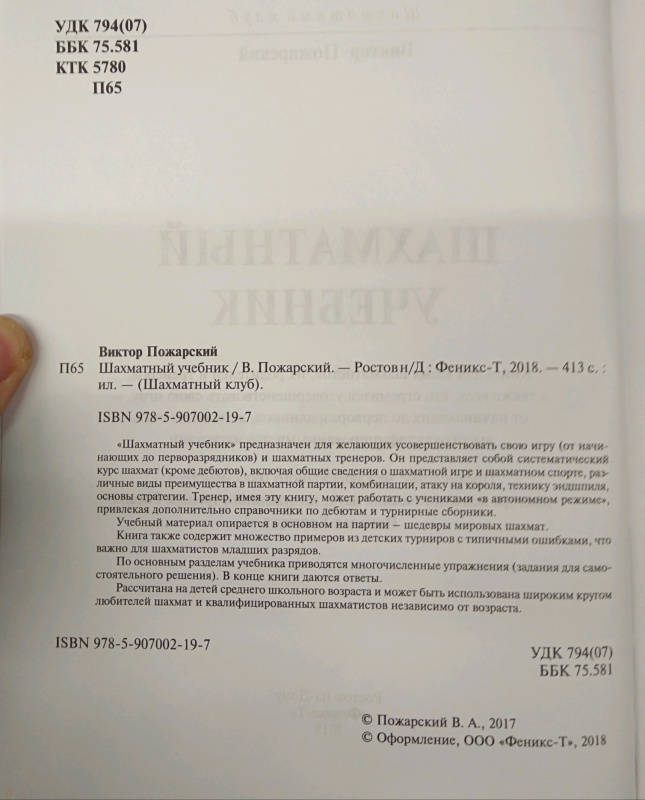 УДК 794(07)
ББК 75.581
КТК 5780
П65
Виктор Пожарский
П65 Шахматный учебник / В. Пожарский. — Ростов н/Д : Феникс-Т, 2018. — 413 с. :
ил. — (Шахматный клуб).
ISBN 978-5-907002-19-7
«Шахматный учебник» предназначен для желающих усовершенствовать свою игру (от начи-
нающих до перворазрядников) и шахматных тренеров. Он представляет собой систематический
курс шахмат (кроме дебютов), включая общие сведения о шахматной игре и шахматном спорте, раз-
личные виды преимущества в шахматной партии, комбинации, атаку на короля, технику эндшпиля,
основы стратегии. Тренер, имея эту книгу, может работать с учениками «в автономном режиме»,
привлекая дополнительно справочники по дебютам и турнирные сборники.
Учебный материал опирается в основном на партии — шедевры мировых шахмат.
Книга также содержит множество примеров из детских турниров с типичными ошибками, что
важно для шахматистов младших разрядов.
По основным разделам учебника приводятся многочисленные упражнения (задания для само-
стоятельного решения). В конце книги даются ответы.
Рассчитана на детей среднего школьного возраста и может быть использована широким кругом
любителей шахмат и квалифицированных шахматистов независимо от возраста.
ISBN 978-5-907002-19-7
УДК 794(07)
ББК 75.581
© Пожарский В. А., 2017
© Оформление, ООО «Феникс-Т», 2018